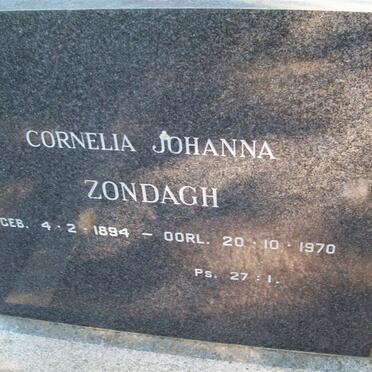 CORNELIA JOHANNA
ZONDAGH
GEB. 4·2·1894 — OORL. 20·10·1970
Ps. 27:1.